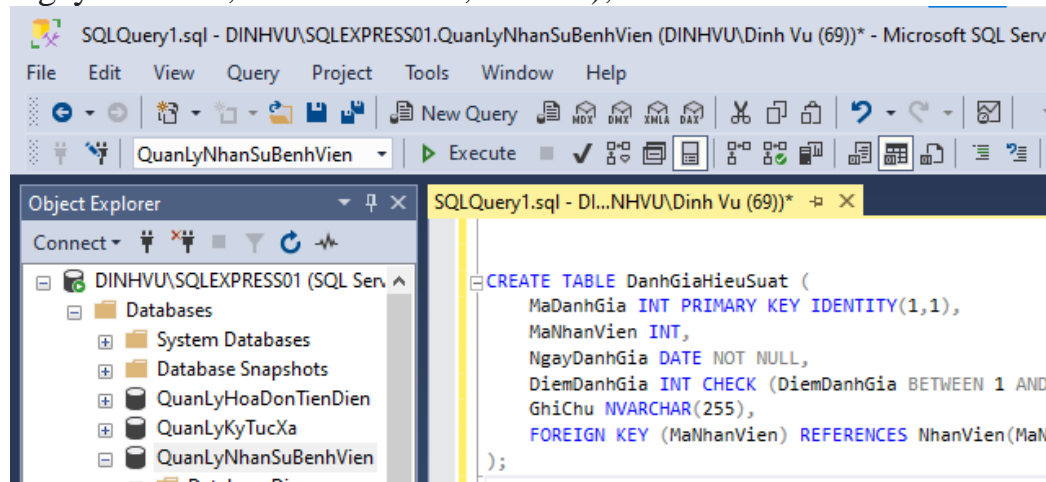 SQLQuery1.sql - DINHVU\SQLEXPRESS01.QuanLyNhanSuBenhVien (DINHVU\Dinh Vu (69))* - Microsoft SQL Serv
File Edit View Query Project Tools Window Help
New Query MDX DMX XMLA DAX
QuanLyNhanSuBenhVien Execute
Object Explorer
SQLQuery1.sql - DI...NHVU\Dinh Vu (69))*
Connect
DINHVU\SQLEXPRESS01 (SQL Serv
Databases
System Databases
Database Snapshots
QuanLyHoaDonTienDien
QuanLyKyTucXa
QuanLyNhanSuBenhVien
CREATE TABLE DanhGiaHieuSuat (
MaDanhGia INT PRIMARY KEY IDENTITY(1,1),
MaNhanVien INT,
NgayDanhGia DATE NOT NULL,
DiemDanhGia INT CHECK (DiemDanhGia BETWEEN 1 AND
GhiChu NVARCHAR(255),
FOREIGN KEY (MaNhanVien) REFERENCES NhanVien(MaN
);